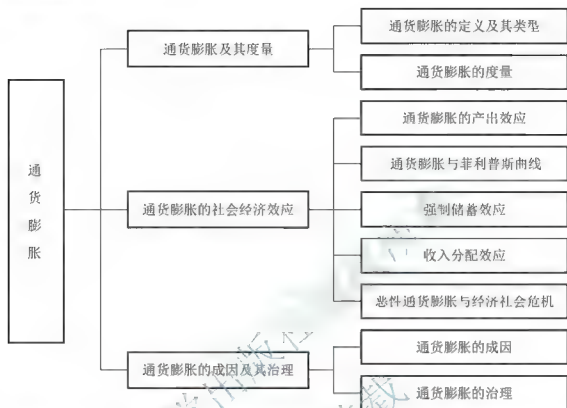 通货膨胀
通货膨胀及其度量
通货膨胀的定义及其类型
通货膨胀的度量
通货膨胀的社会经济效应
通货膨胀的产出效应
通货膨胀与菲利普斯曲线
强制储蓄效应
收入分配效应
恶性通货膨胀与经济社会危机
通货膨胀的成因及其治理
通货膨胀的成因
通货膨胀的治理